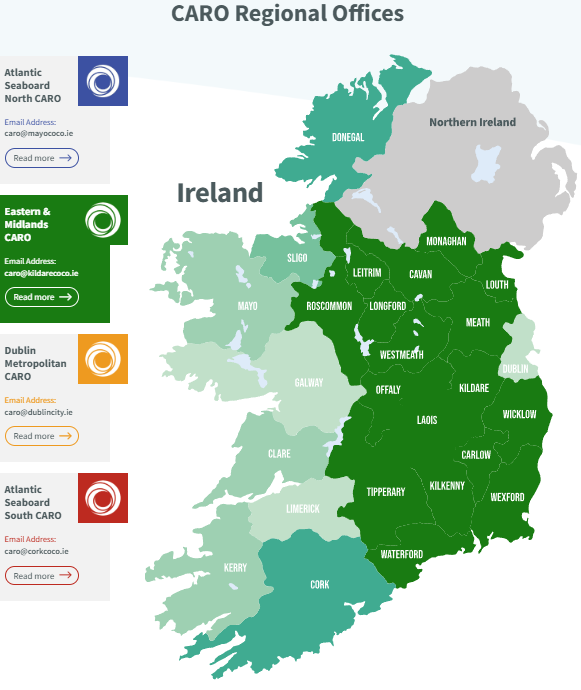 CARO Regional Offices
Atlantic
Seaboard
North CARO
Email Address:
caro@mayococo.ie
Read more
Eastern &
Midlands
CARO
Email Address:
caro@kildarecoco.ie
Read more
Dublin
Metropolitan
CARO
Email Address:
caro@dublincity.ie
Read more
Atlantic
Seaboard
South CARO
Email Address:
caro@corkcoco.ie
Read more
Ireland
Northern Ireland
DONEGAL
MONAGHAN
SLIGO
LEITRIM
CAVAN
LOUTH
MAYO
ROSCOMMON
LONGFORD
MEATH
WESTMEATH
DUBLIN
GALWAY
OFFALY
KILDARE
WICKLOW
LAOIS
CLARE
CARLOW
TIPPERARY
KILKENNY
WEXFORD
LIMERICK
WATERFORD
KERRY
CORK